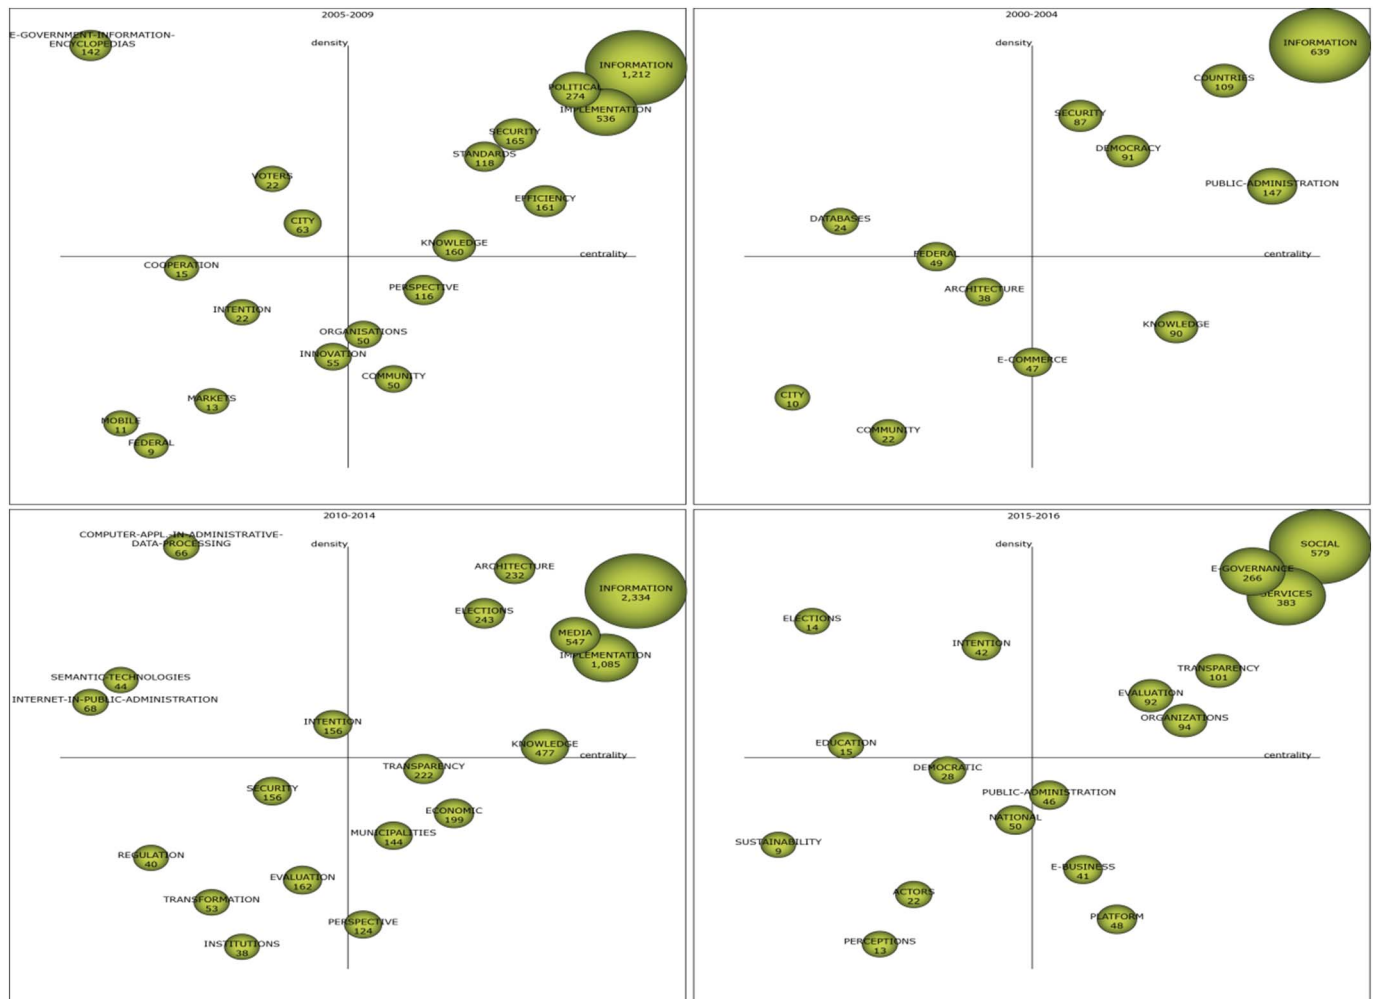 2005-2009
density
E-GOVERNMENT-INFORMATION-
ENCYCLOPEDIAS
142
INFORMATION
1,212
POLITICAL
274
IMPLEMENTATION
536
SECURITY
165
STANDARDS
118
VOTERS
22
EFFICIENCY
161
CITY
63
KNOWLEDGE
160
centrality
COOPERATION
15
PERSPECTIVE
116
INTENTION
22
ORGANISATIONS
50
INNOVATION
55
COMMUNITY
50
MARKETS
13
MOBILE
11
FEDERAL
9
2000-2004
density
INFORMATION
639
COUNTRIES
109
SECURITY
87
DEMOCRACY
91
PUBLIC-ADMINISTRATION
147
DATABASES
24
FEDERAL
49
centrality
ARCHITECTURE
38
KNOWLEDGE
90
E-COMMERCE
47
CITY
10
COMMUNITY
22
2010-2014
COMPUTER-APPL.-IN-ADMINISTRATIVE-
DATA-PROCESSING
66
density
ARCHITECTURE
232
INFORMATION
2,334
ELECTIONS
243
MEDIA
547
IMPLEMENTATION
1,085
SEMANTIC-TECHNOLOGIES
44
INTERNET-IN-PUBLIC-ADMINISTRATION
68
INTENTION
156
KNOWLEDGE
477
centrality
TRANSPARENCY
222
SECURITY
156
ECONOMIC
199
MUNICIPALITIES
144
REGULATION
40
EVALUATION
162
TRANSFORMATION
53
PERSPECTIVE
124
INSTITUTIONS
38
2015-2016
density
SOCIAL
579
E-GOVERNANCE
266
SERVICES
383
ELECTIONS
14
INTENTION
42
TRANSPARENCY
101
EVALUATION
92
ORGANIZATIONS
94
EDUCATION
15
centrality
DEMOCRATIC
28
PUBLIC-ADMINISTRATION
46
NATIONAL
50
SUSTAINABILITY
9
E-BUSINESS
41
ACTORS
22
PLATFORM
48
PERCEPTIONS
13